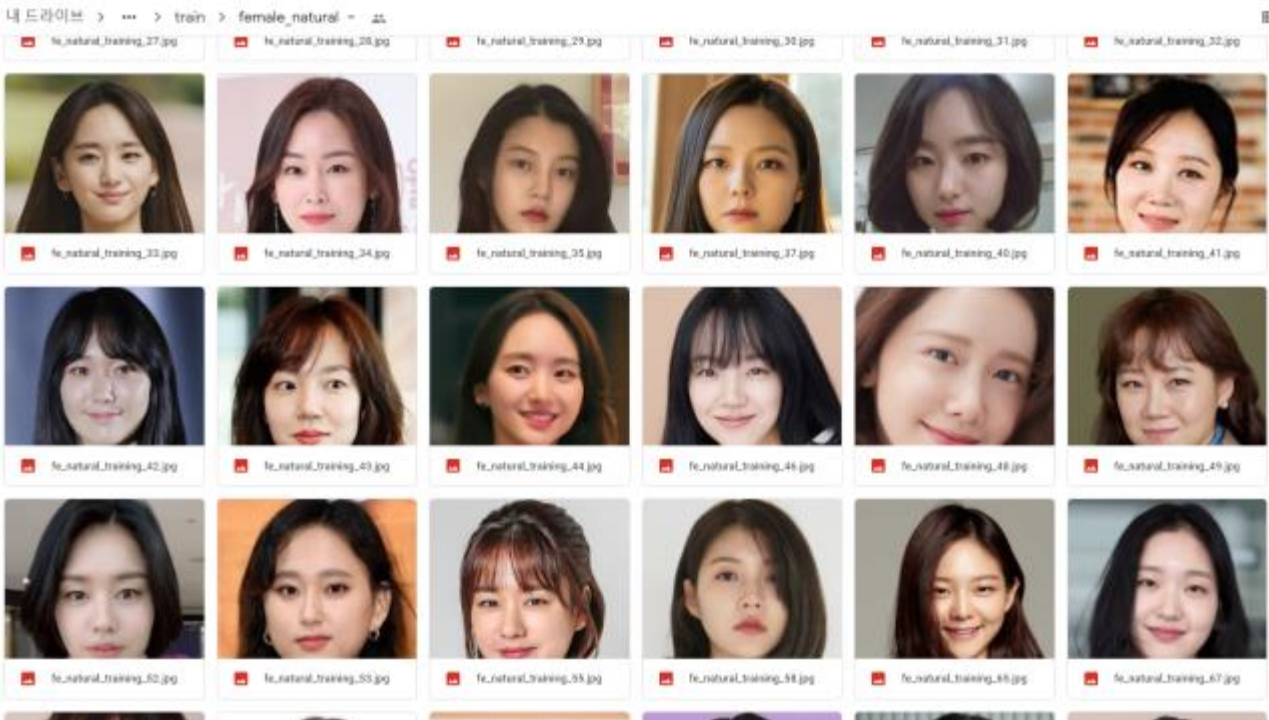 내 드라이브 > ··· > train > female_natural
fe_natural_training_27.jpg fe_natural_training_28.jpg fe_natural_training_29.jpg fe_natural_training_30.jpg fe_natural_training_31.jpg fe_natural_training_32.jpg
fe_natural_training_33.jpg fe_natural_training_34.jpg fe_natural_training_35.jpg fe_natural_training_37.jpg fe_natural_training_40.jpg fe_natural_training_41.jpg
fe_natural_training_42.jpg fe_natural_training_43.jpg fe_natural_training_44.jpg fe_natural_training_46.jpg fe_natural_training_48.jpg fe_natural_training_49.jpg
fe_natural_training_52.jpg fe_natural_training_53.jpg fe_natural_training_55.jpg fe_natural_training_58.jpg fe_natural_training_65.jpg fe_natural_training_67.jpg